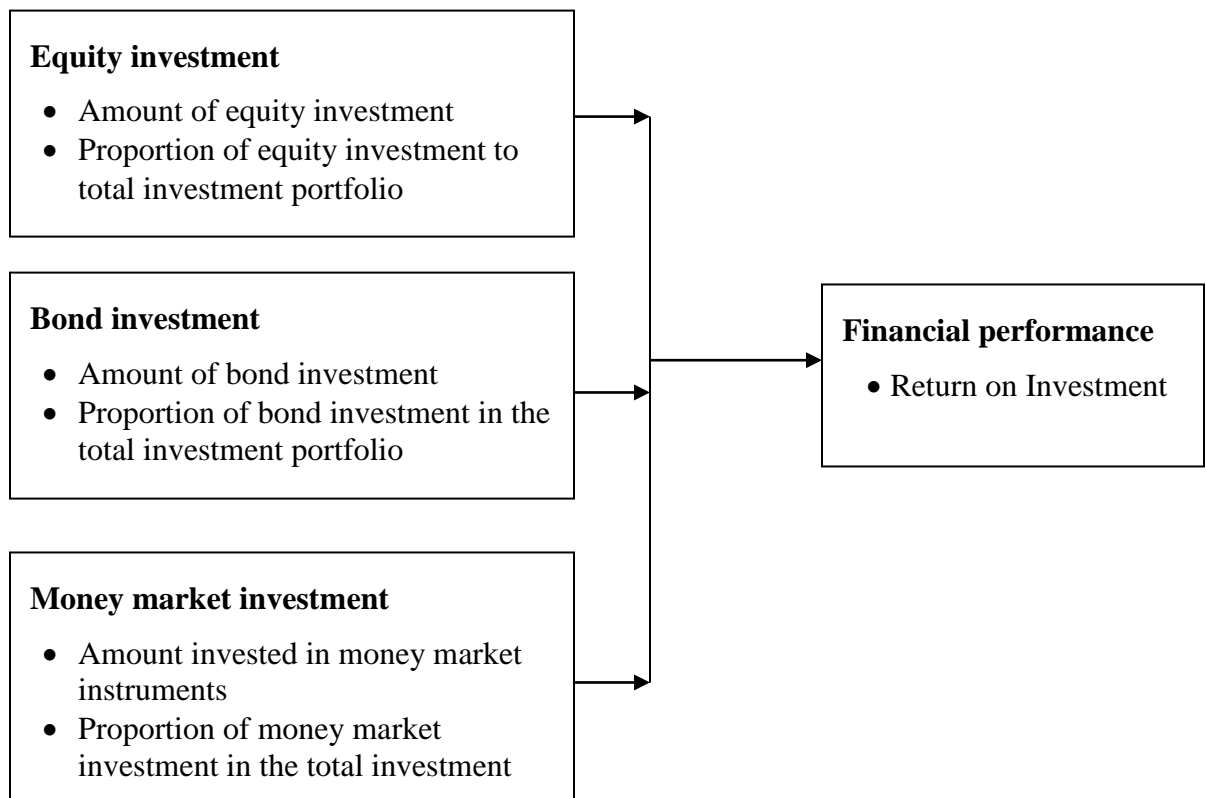 Equity investment
• Amount of equity investment
• Proportion of equity investment to
total investment portfolio
Bond investment
• Amount of bond investment
• Proportion of bond investment in the
total investment portfolio
Money market investment
• Amount invested in money market
instruments
• Proportion of money market
investment in the total investment
Financial performance
• Return on Investment